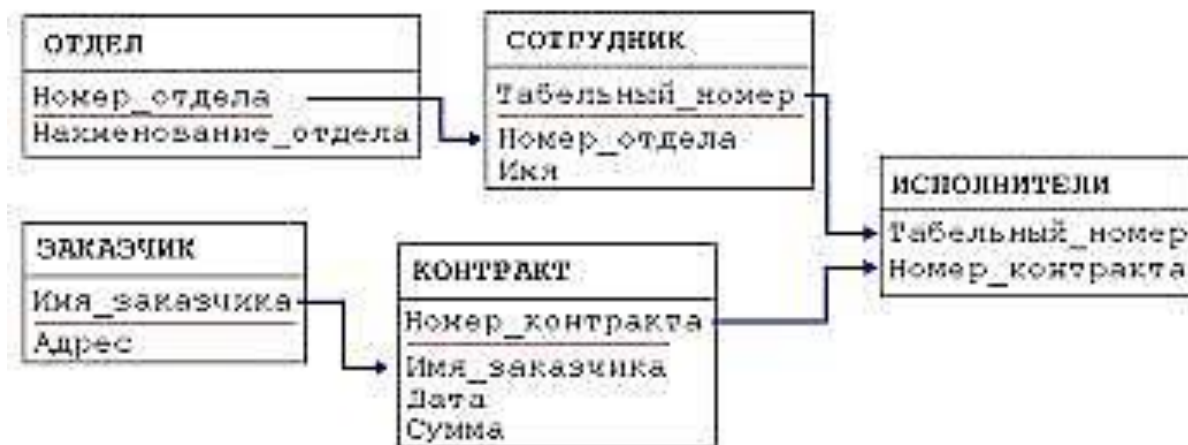 ОТДЕЛ
Номер_отдела
Наименование_отдела
СОТРУДНИК
Табельный_номер
Номер_отдела
Имя
ИСПОЛНИТЕЛИ
Табельный_номер
Номер_контракта
ЗАКАЗЧИК
Имя_заказчика
Адрес
КОНТРАКТ
Номер_контракта
Имя_заказчика
Дата
Сумма